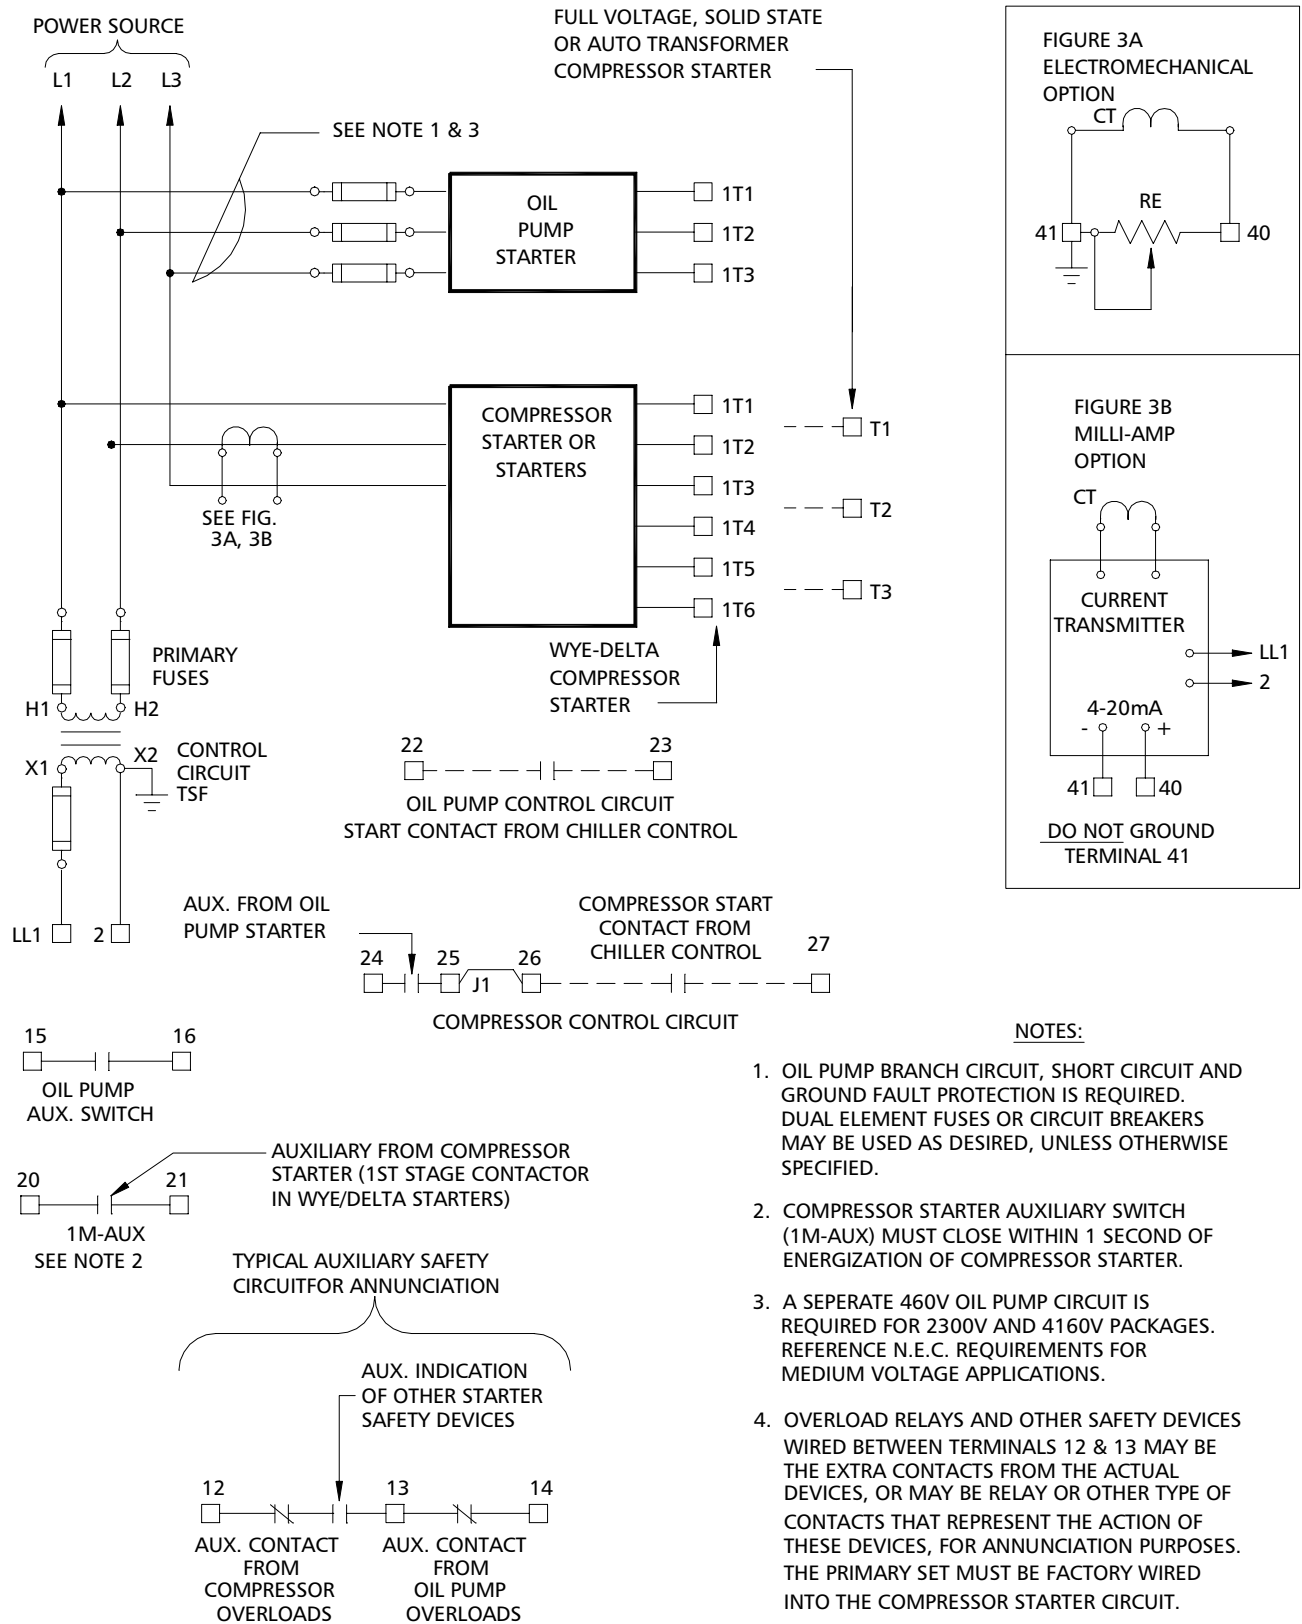 POWER SOURCE
L1 L2 L3
FULL VOLTAGE, SOLID STATE
OR AUTO TRANSFORMER
COMPRESSOR STARTER
SEE NOTE 1 & 3
OIL
PUMP
STARTER
1T1
1T2
1T3
COMPRESSOR
STARTER OR
STARTERS
1T1
1T2
1T3
1T4
1T5
1T6
T1
T2
T3
SEE FIG.
3A, 3B
WYE-DELTA
COMPRESSOR
STARTER
PRIMARY
FUSES
H1 H2
X1 X2
CONTROL
CIRCUIT
TSF
LL1 2
FIGURE 3A
ELECTROMECHANICAL
OPTION
CT
RE
41 40
FIGURE 3B
MILLI-AMP
OPTION
CT
CURRENT
TRANSMITTER
LL1
2
4-20mA
- +
41 40
DO NOT GROUND
TERMINAL 41
22 23
OIL PUMP CONTROL CIRCUIT
START CONTACT FROM CHILLER CONTROL
AUX. FROM OIL
PUMP STARTER
COMPRESSOR START
CONTACT FROM
CHILLER CONTROL
24 25 26 27
J1
COMPRESSOR CONTROL CIRCUIT
15 16
OIL PUMP
AUX. SWITCH
AUXILIARY FROM COMPRESSOR
STARTER (1ST STAGE CONTACTOR
IN WYE/DELTA STARTERS)
20 21
1M-AUX
SEE NOTE 2
TYPICAL AUXILIARY SAFETY
CIRCUITFOR ANNUNCIATION
AUX. INDICATION
OF OTHER STARTER
SAFETY DEVICES
12 13 14
AUX. CONTACT
FROM
COMPRESSOR
OVERLOADS
AUX. CONTACT
FROM
OIL PUMP
OVERLOADS
NOTES:
1. OIL PUMP BRANCH CIRCUIT, SHORT CIRCUIT AND
GROUND FAULT PROTECTION IS REQUIRED.
DUAL ELEMENT FUSES OR CIRCUIT BREAKERS
MAY BE USED AS DESIRED, UNLESS OTHERWISE
SPECIFIED.
2. COMPRESSOR STARTER AUXILIARY SWITCH
(1M-AUX) MUST CLOSE WITHIN 1 SECOND OF
ENERGIZATION OF COMPRESSOR STARTER.
3. A SEPERATE 460V OIL PUMP CIRCUIT IS
REQUIRED FOR 2300V AND 4160V PACKAGES.
REFERENCE N.E.C. REQUIREMENTS FOR
MEDIUM VOLTAGE APPLICATIONS.
4. OVERLOAD RELAYS AND OTHER SAFETY DEVICES
WIRED BETWEEN TERMINALS 12 & 13 MAY BE
THE EXTRA CONTACTS FROM THE ACTUAL
DEVICES, OR MAY BE RELAY OR OTHER TYPE OF
CONTACTS THAT REPRESENT THE ACTION OF
THESE DEVICES, FOR ANNUNCIATION PURPOSES.
THE PRIMARY SET MUST BE FACTORY WIRED
INTO THE COMPRESSOR STARTER CIRCUIT.